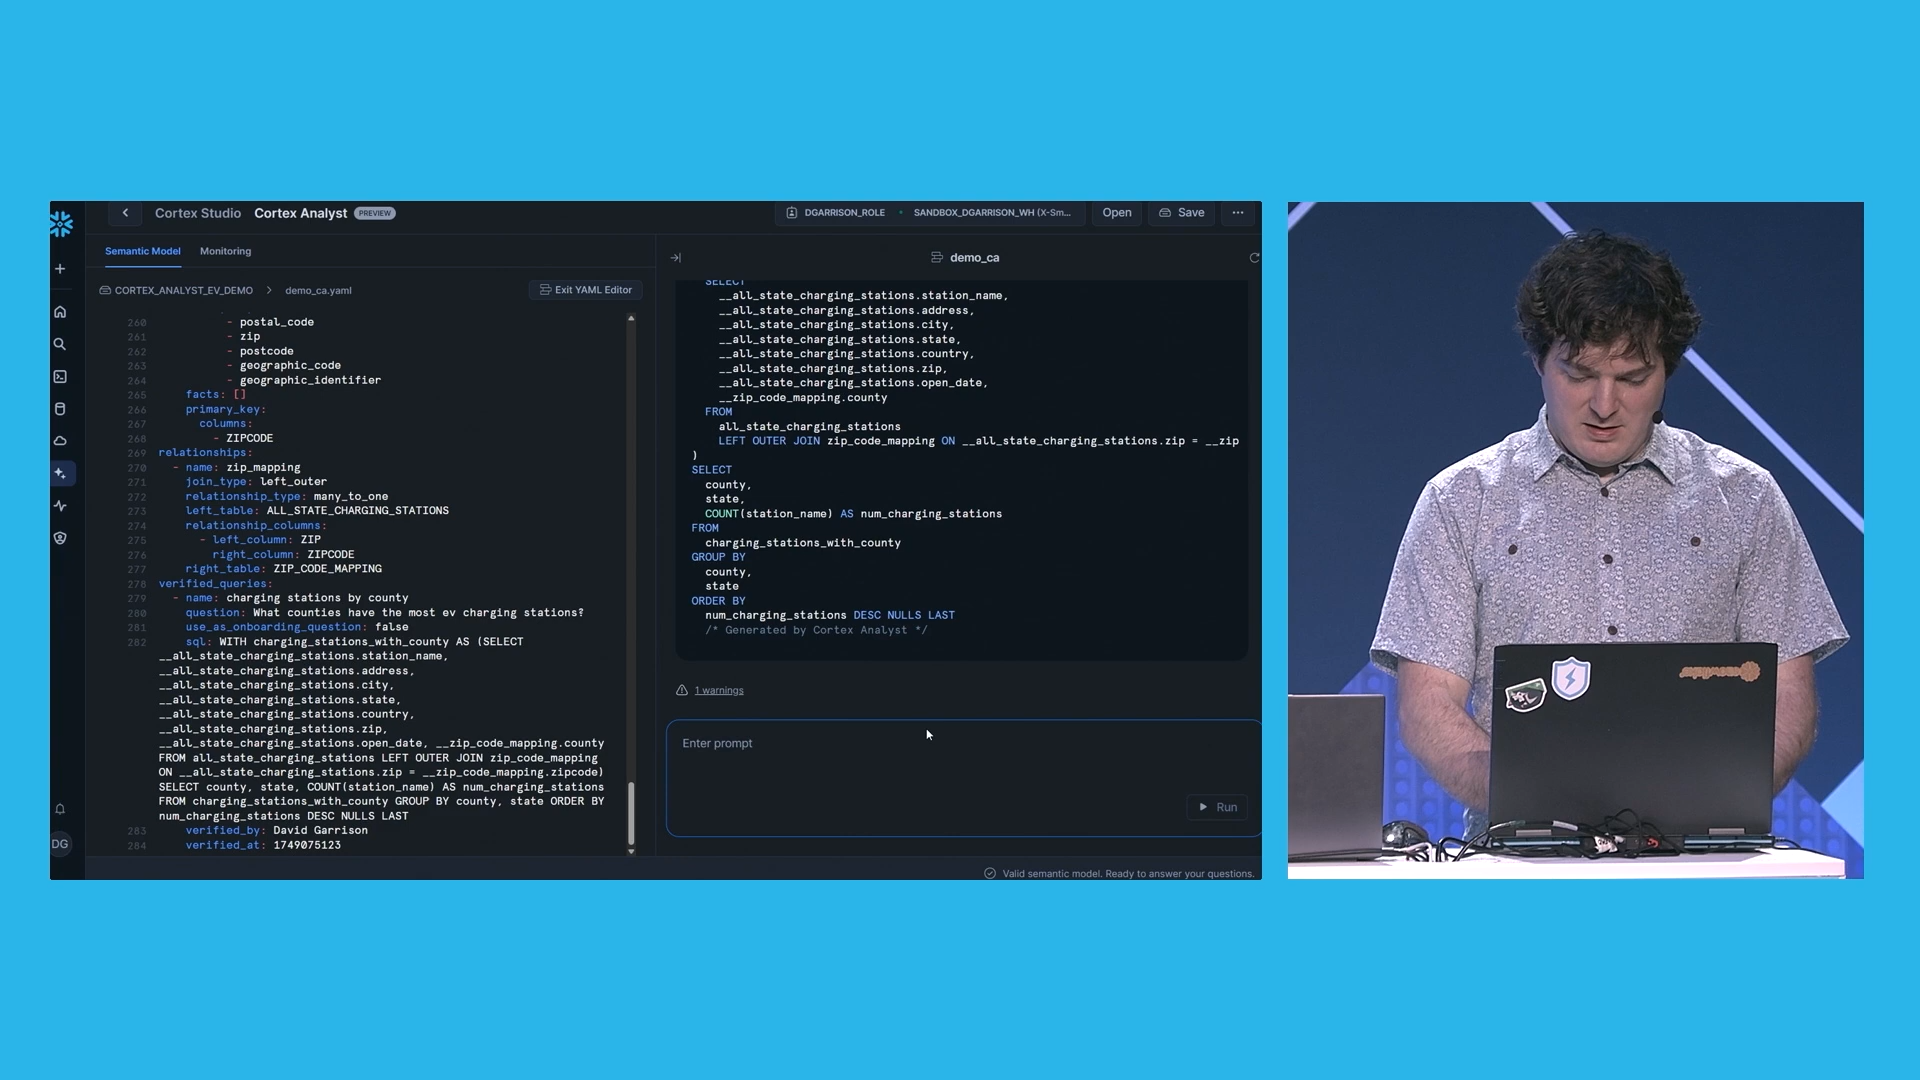 Cortex Studio Cortex Analyst PREVIEW
DGARRISON_ROLE • SANDBOX_DGARRISON_WH (X-Sm...
Open
Save
Semantic Model
Monitoring
CORTEX_ANALYST_EV_DEMO > demo_ca.yaml
Exit YAML Editor
260 - postal_code
261 - zip
262 - postcode
263 - geographic_code
264 - geographic_identifier
265 facts: []
266 primary_key:
267 columns:
268 - ZIPCODE
269 relationships:
270 - name: zip_mapping
271 join_type: left_outer
272 relationship_type: many_to_one
273 left_table: ALL_STATE_CHARGING_STATIONS
274 relationship_columns:
275 - left_column: ZIP
276 right_column: ZIPCODE
277 right_table: ZIP_CODE_MAPPING
278 verified_queries:
279 - name: charging stations by county
280 question: What counties have the most ev charging stations?
281 use_as_onboarding_question: false
282 sql: WITH charging_stations_with_county AS (SELECT
__all_state_charging_stations.station_name,
__all_state_charging_stations.address,
__all_state_charging_stations.city,
__all_state_charging_stations.state,
__all_state_charging_stations.country,
__all_state_charging_stations.zip,
__all_state_charging_stations.open_date, __zip_code_mapping.county
FROM all_state_charging_stations LEFT OUTER JOIN zip_code_mapping
ON __all_state_charging_stations.zip = __zip_code_mapping.zipcode)
SELECT county, state, COUNT(station_name) AS num_charging_stations
FROM charging_stations_with_county GROUP BY county, state ORDER BY
num_charging_stations DESC NULLS LAST
283 verified_by: David Garrison
284 verified_at: 1749075123
DG
demo_ca
SELECT
__all_state_charging_stations.station_name,
__all_state_charging_stations.address,
__all_state_charging_stations.city,
__all_state_charging_stations.state,
__all_state_charging_stations.country,
__all_state_charging_stations.zip,
__all_state_charging_stations.open_date,
__zip_code_mapping.county
FROM
all_state_charging_stations
LEFT OUTER JOIN zip_code_mapping ON __all_state_charging_stations.zip = __zip
)
SELECT
county,
state,
COUNT(station_name) AS num_charging_stations
FROM
charging_stations_with_county
GROUP BY
county,
state
ORDER BY
num_charging_stations DESC NULLS LAST
/* Generated by Cortex Analyst */
1 warnings
Enter prompt
Run
Valid semantic model. Ready to answer your questions.